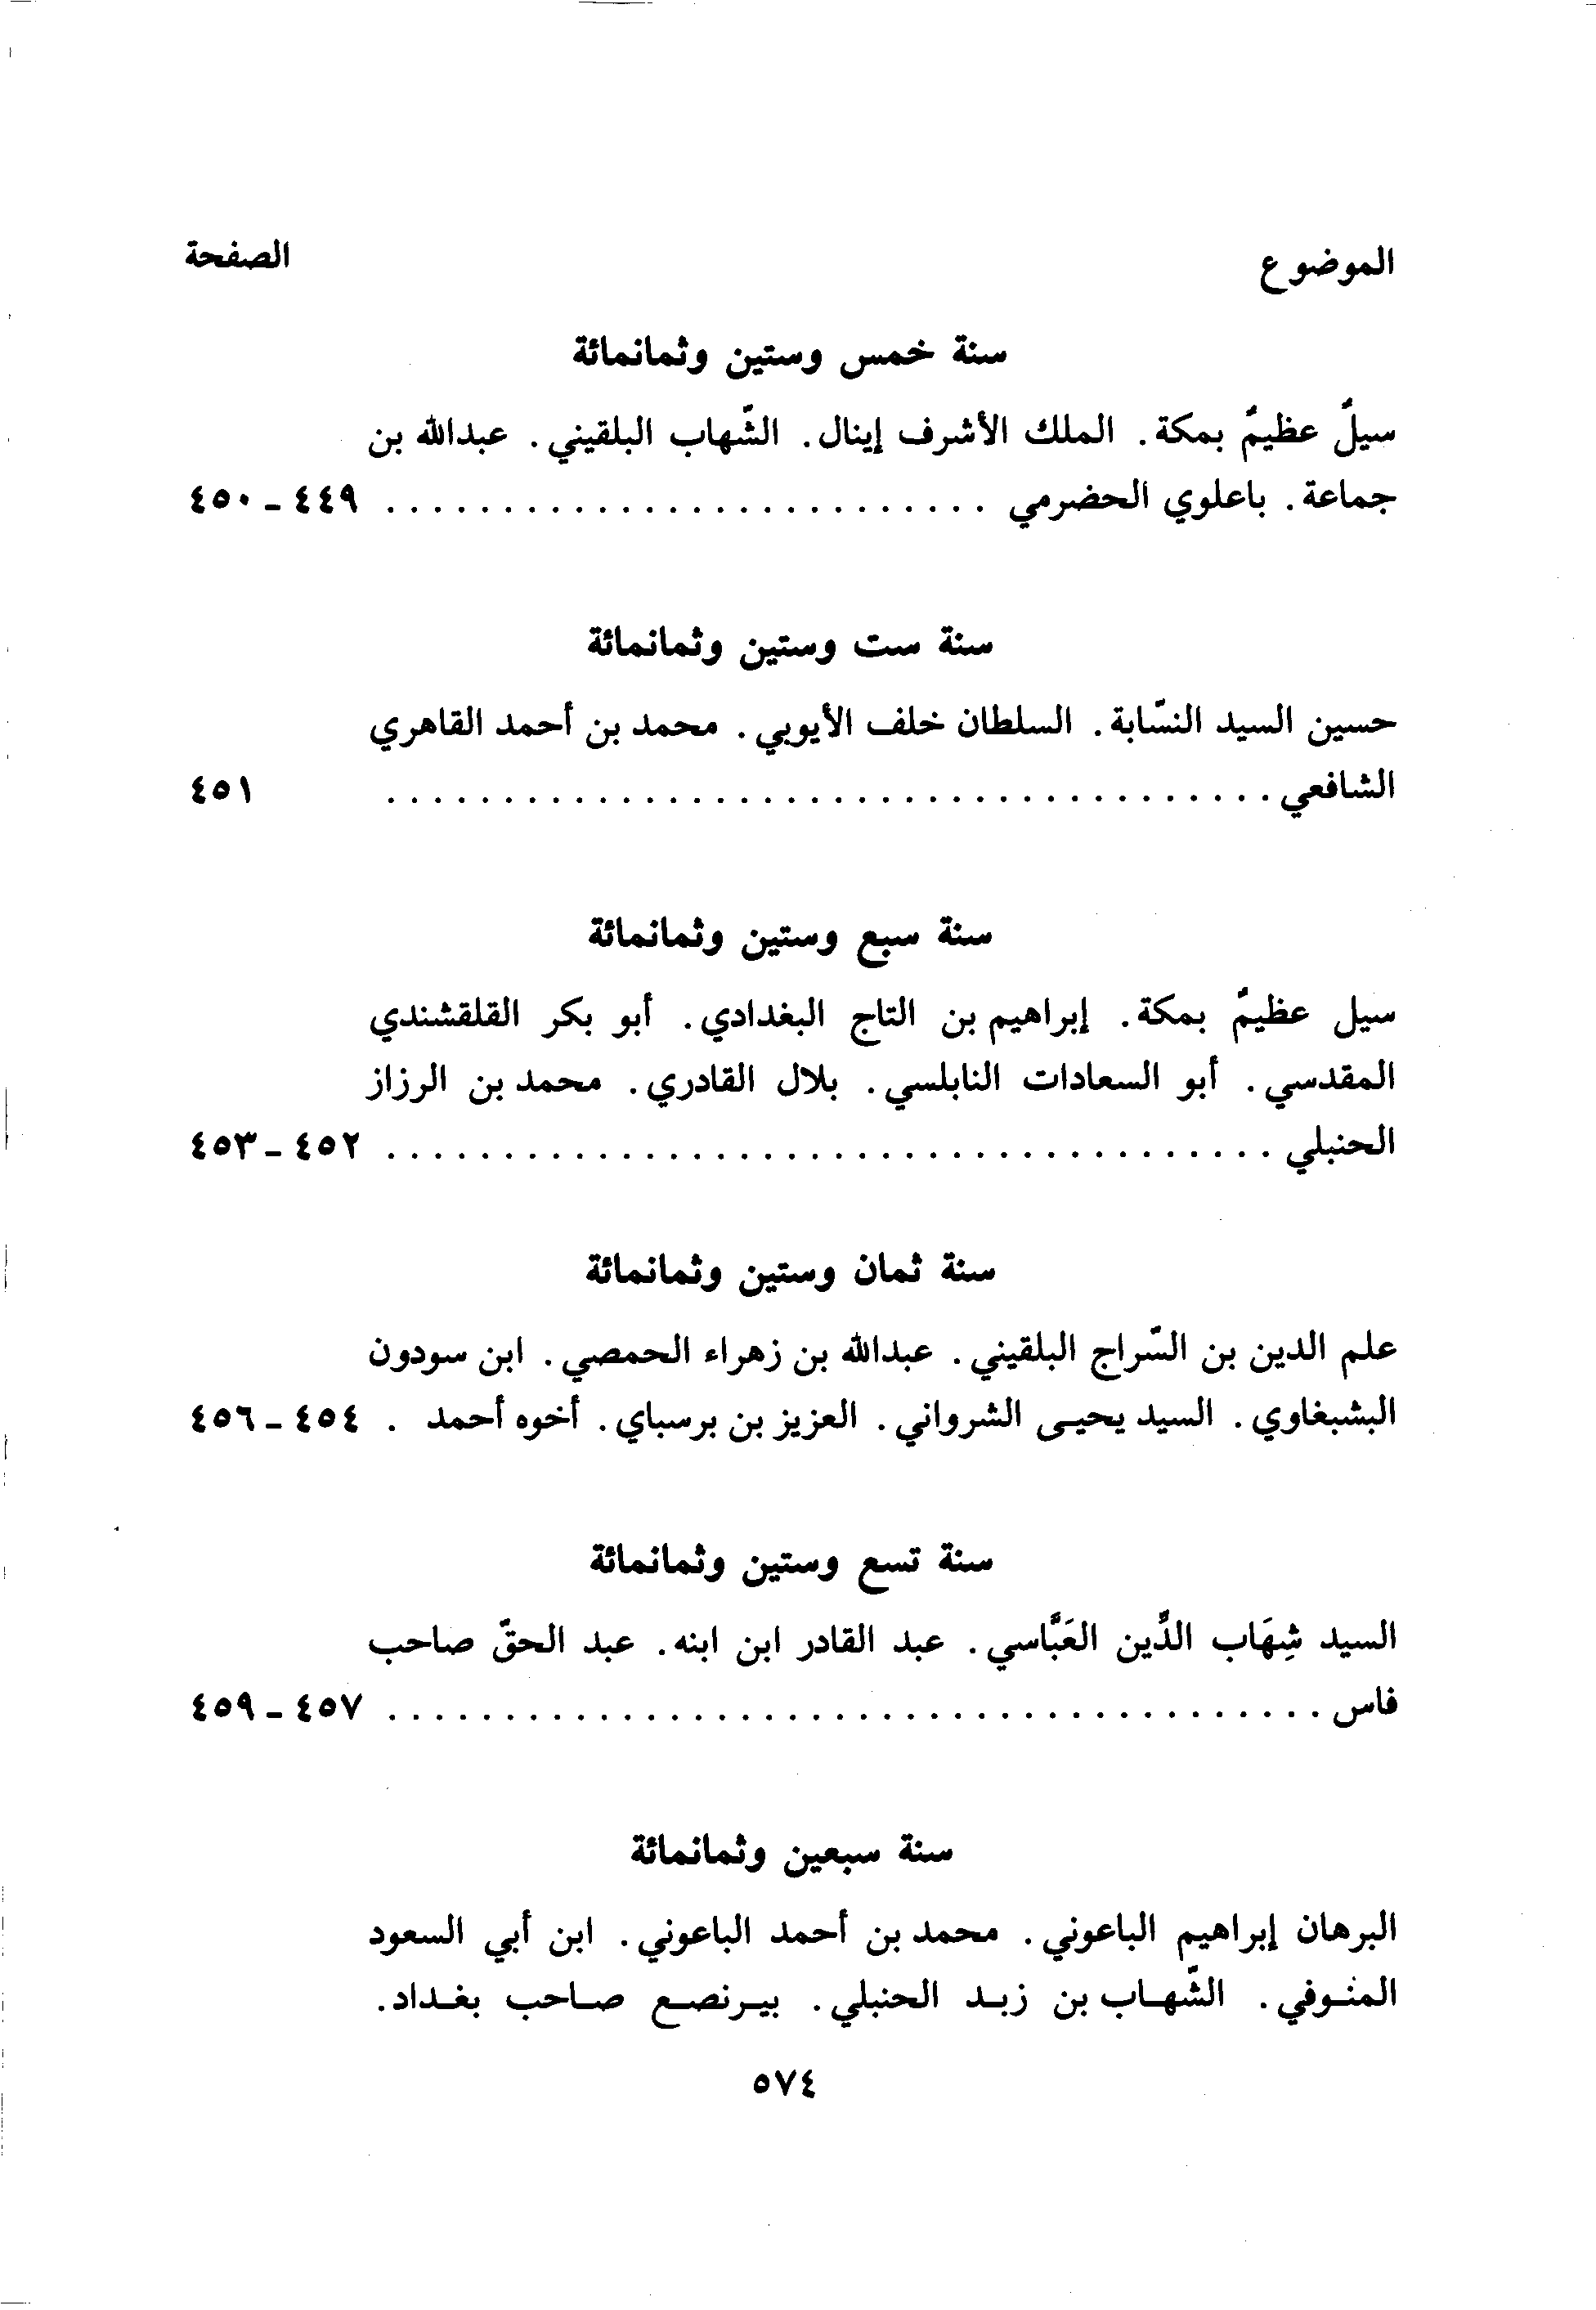 الموضوع الصفحة
سنة خمس وستين وثمانمائة
سيلٌ عظيمٌ بمكة. الملك الأشرف إينال. الشّهاب البلقيني. عبدالله بن
جماعة. باعلوي الحضرمي . . . . . . . . . . . . . . . . . . . . . . . . . . ٤٤٩ - ٤٥٠
سنة ست وستين وثمانمائة
حسين السيد النسّابة. السلطان خلف الأيوبي. محمد بن أحمد القاهري
الشافعي . . . . . . . . . . . . . . . . . . . . . . . . . . . . . . . . . . . . . . ٤٥١
سنة سبع وستين وثمانمائة
سيل عظيمٌ بمكة. إبراهيم بن التاج البغدادي. أبو بكر القلقشندي
المقدسي. أبو السعادات النابلسي. بلال القادري. محمد بن الرزاز
الحنبلي . . . . . . . . . . . . . . . . . . . . . . . . . . . . . . . . . . . . . . ٤٥٢ - ٤٥٣
سنة ثمان وستين وثمانمائة
علم الدين بن السّراج البلقيني. عبدالله بن زهراء الحمصي. ابن سودون
البشبغاوي. السيد يحيى الشرواني. العزيز بن برسباي. أخوه أحمد . ٤٥٤ - ٤٥٦
سنة تسع وستين وثمانمائة
السيد شِهَاب الدِّين العَبَّاسي. عبد القادر ابن ابنه. عبد الحقّ صاحب
فاس . . . . . . . . . . . . . . . . . . . . . . . . . . . . . . . . . . . . . . . . ٤٥٧ - ٤٥٩
سنة سبعين وثمانمائة
البرهان إبراهيم الباعوني. محمد بن أحمد الباعوني. ابن أبي السعود
المنـوفي. الشّهـاب بن زبـد الحنبلي. بيـرنصـع صـاحب بغـداد.
٥٧٤